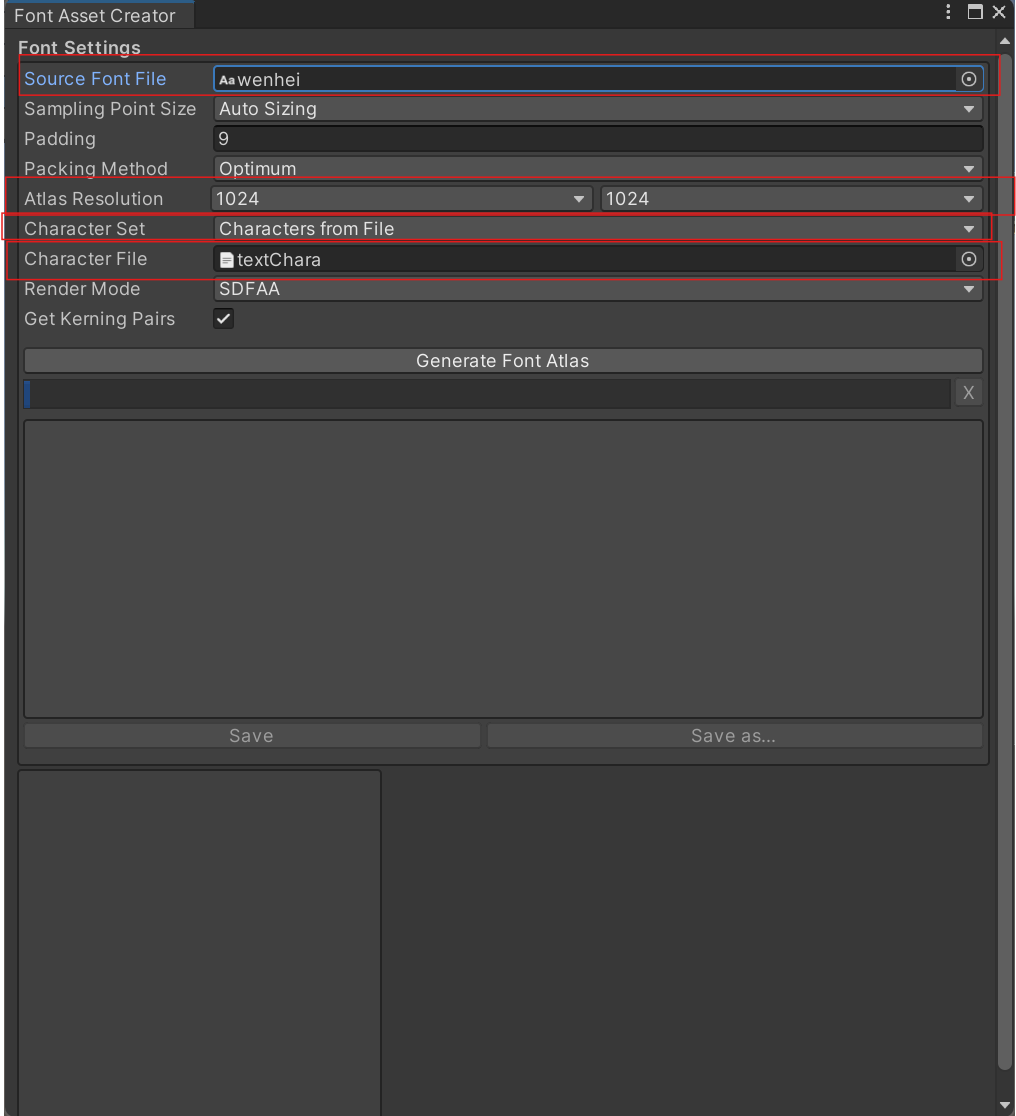 Font Asset Creator
Font Settings
Source Font File Aa wenhei
Sampling Point Size Auto Sizing
Padding 9
Packing Method Optimum
Atlas Resolution 1024 1024
Character Set Characters from File
Character File textChara
Render Mode SDFAA
Get Kerning Pairs
Generate Font Atlas
X
Save Save as...